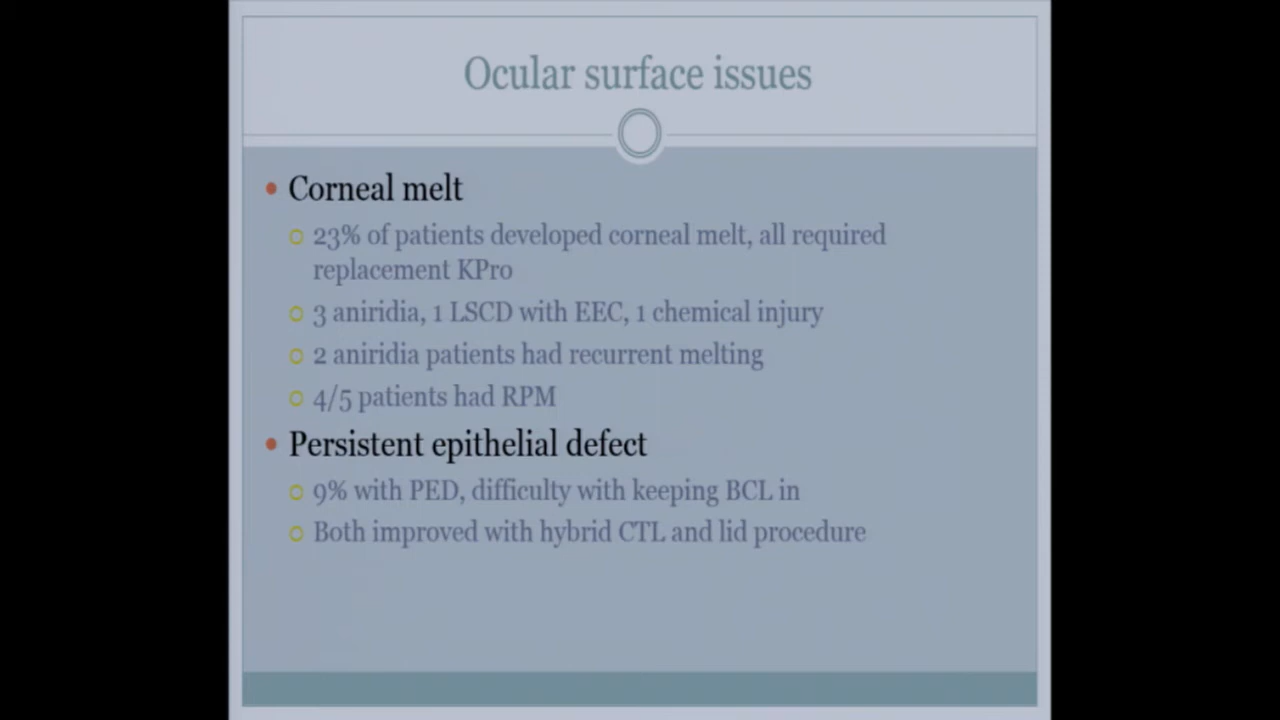 Ocular surface issues
Corneal melt
23% of patients developed corneal melt, all required
replacement KPro
3 aniridia, 1 LSCD with EEC, 1 chemical injury
2 aniridia patients had recurrent melting
4/5 patients had RPM
Persistent epithelial defect
9% with PED, difficulty with keeping BCL in
Both improved with hybrid CTL and lid procedure